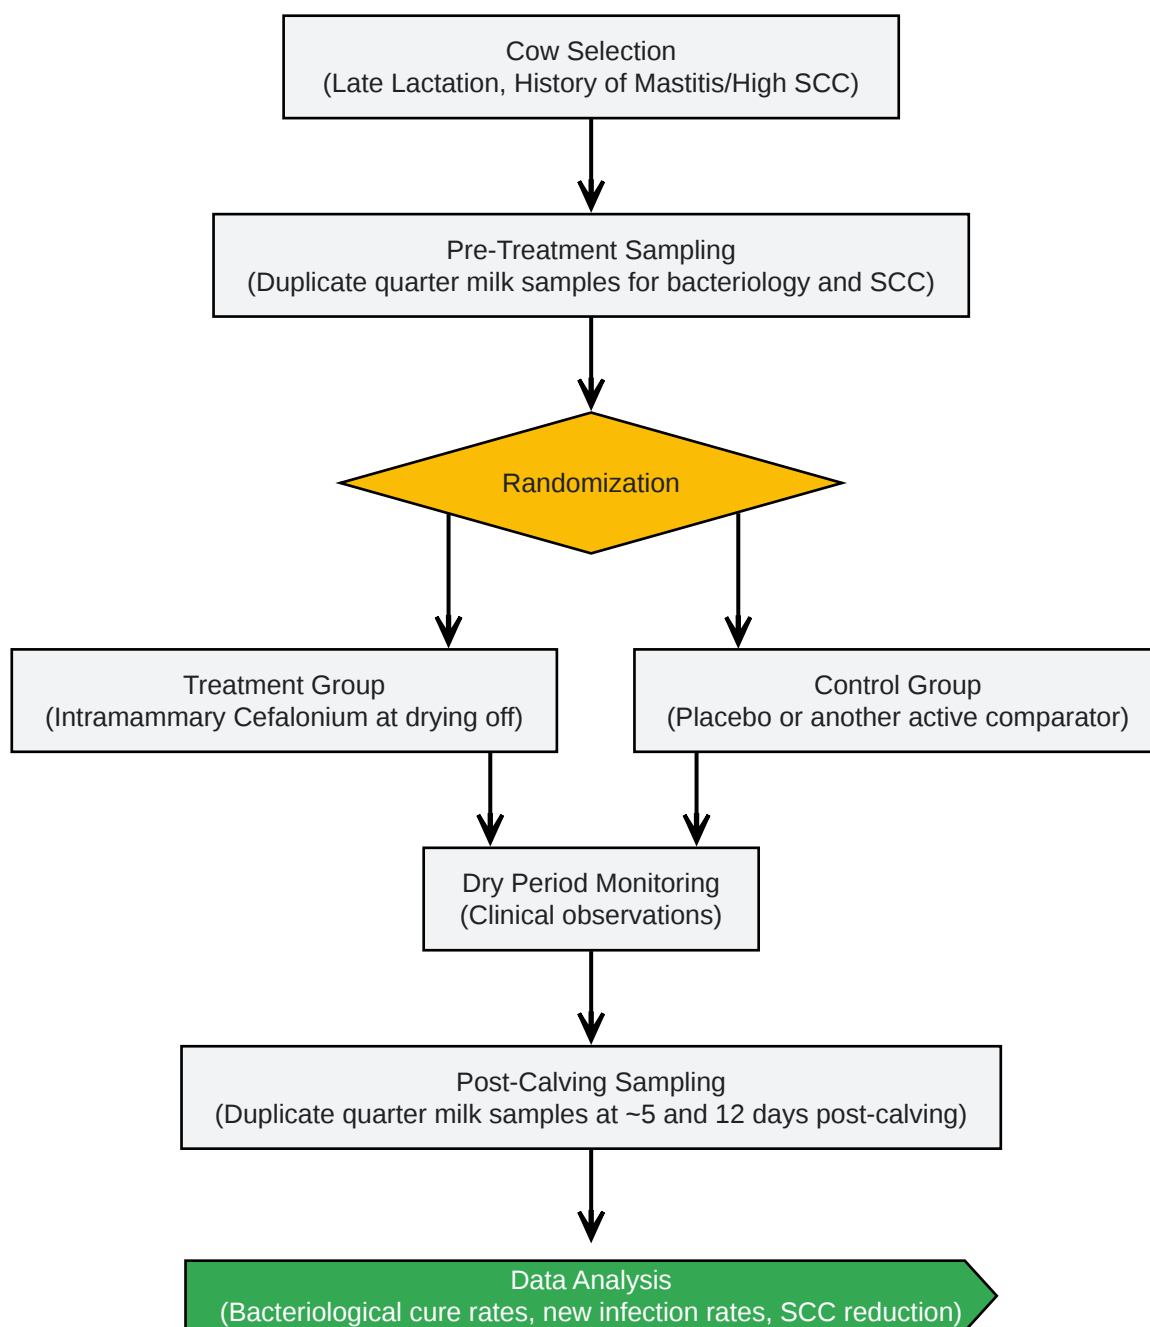 Cow Selection
(Late Lactation, History of Mastitis/High SCC)
Pre-Treatment Sampling
(Duplicate quarter milk samples for bacteriology and SCC)
Randomization
Treatment Group
(Intramammary Cefalonium at drying off)
Control Group
(Placebo or another active comparator)
Dry Period Monitoring
(Clinical observations)
Post-Calving Sampling
(Duplicate quarter milk samples at ~5 and 12 days post-calving)
Data Analysis
(Bacteriological cure rates, new infection rates, SCC reduction)